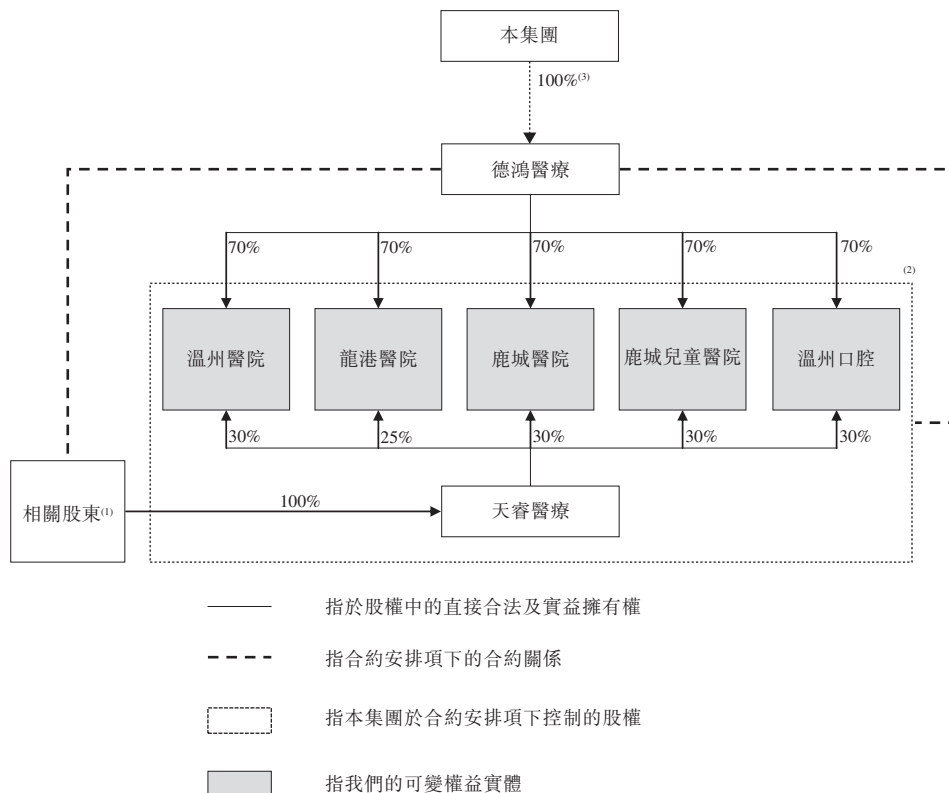 本集團
100%(3)
德鴻醫療
70% 70% 70% 70% 70%
(2)
溫州醫院 龍港醫院 鹿城醫院 鹿城兒童醫院 溫州口腔
30% 25% 30% 30% 30%
相關股東(1)
100%
天睿醫療
指於股權中的直接合法及實益擁有權
指合約安排項下的合約關係
指本集團於合約安排項下控制的股權
指我們的可變權益實體